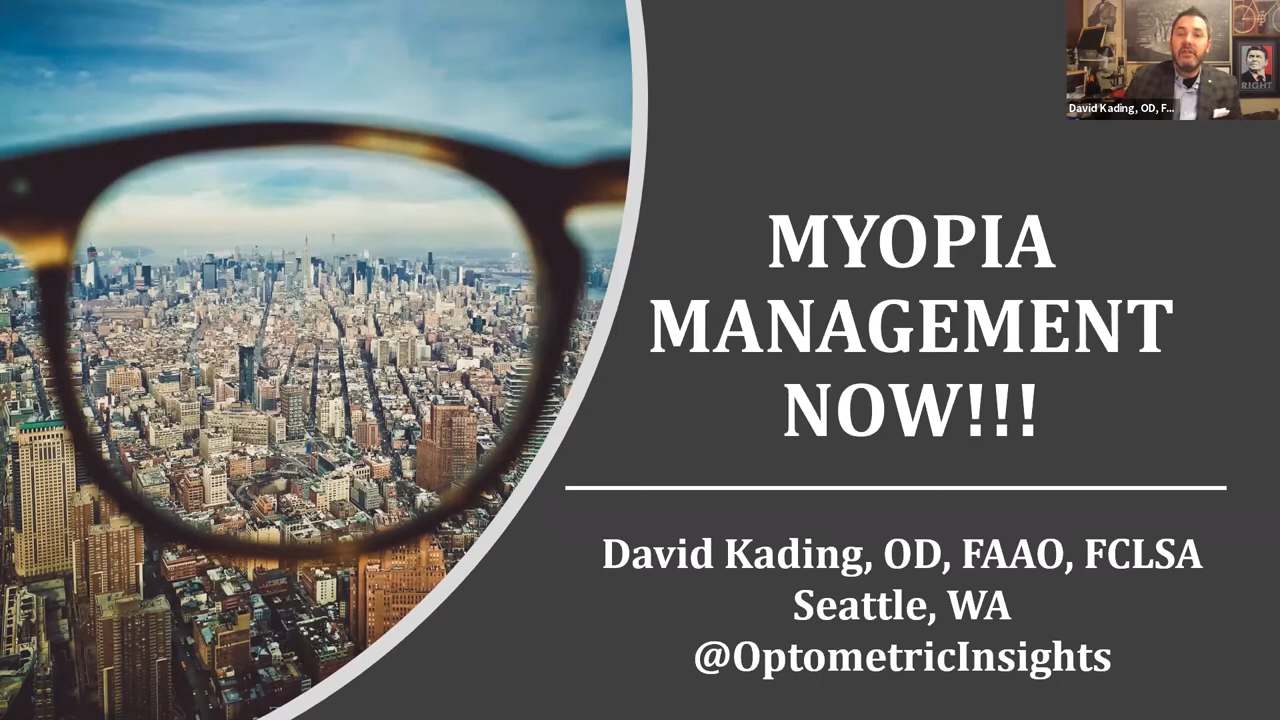 David Kading, OD, F...
RIGHT
MYOPIA
MANAGEMENT
NOW!!!
David Kading, OD, FAAO, FCLSA
Seattle, WA
@OptometricInsights